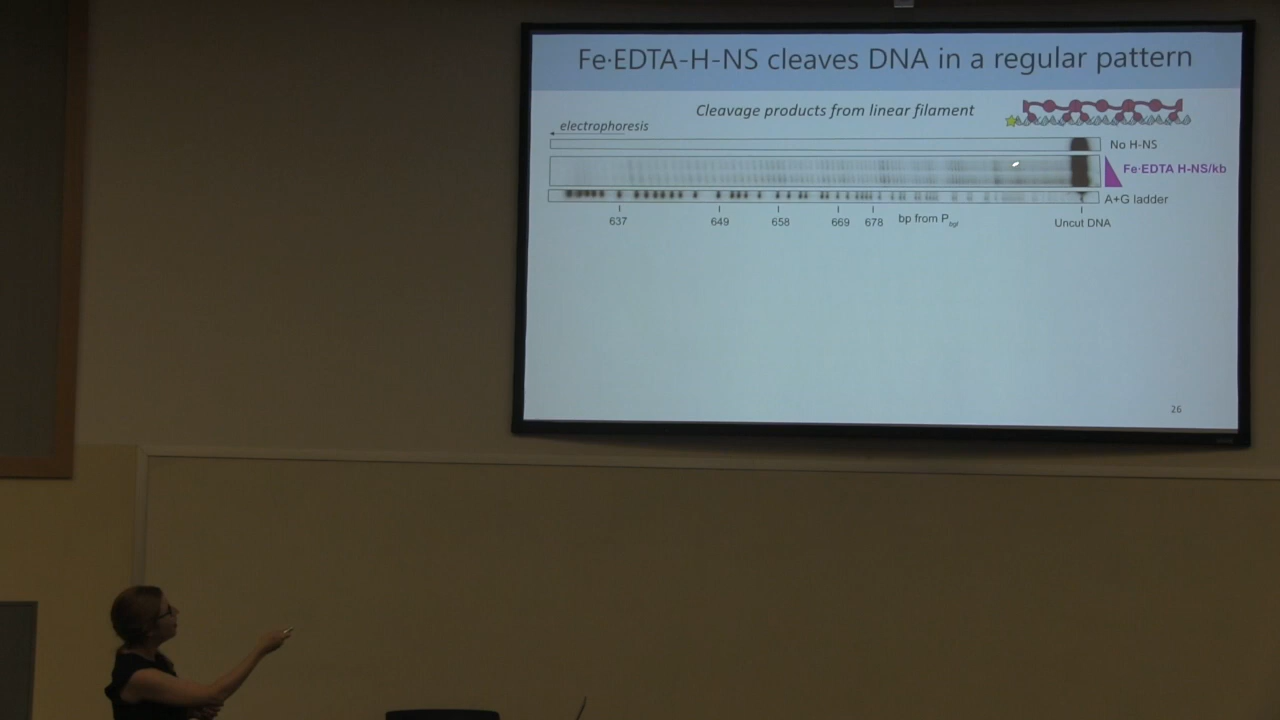 Fe·EDTA-H-NS cleaves DNA in a regular pattern
Cleavage products from linear filament
electrophoresis
No H-NS
Fe·EDTA H-NS/kb
A+G ladder
637 649 658 669 678 bp from P bgl Uncut DNA
26